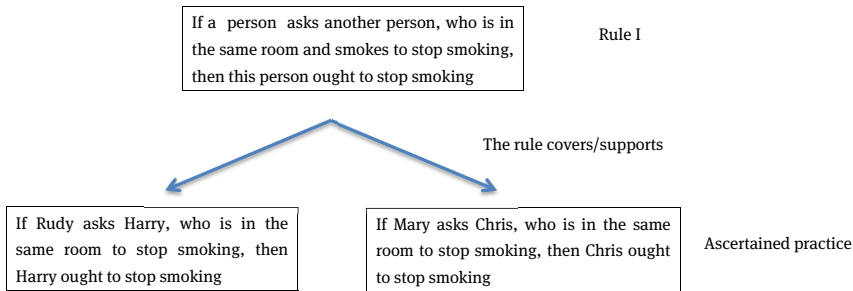 If a person asks another person, who is in
the same room and smokes to stop smoking,
then this person ought to stop smoking
Rule I
The rule covers/supports
If Rudy asks Harry, who is in the
same room to stop smoking, then
Harry ought to stop smoking
If Mary asks Chris, who is in the same
room to stop smoking, then Chris ought
to stop smoking
Ascertained practice